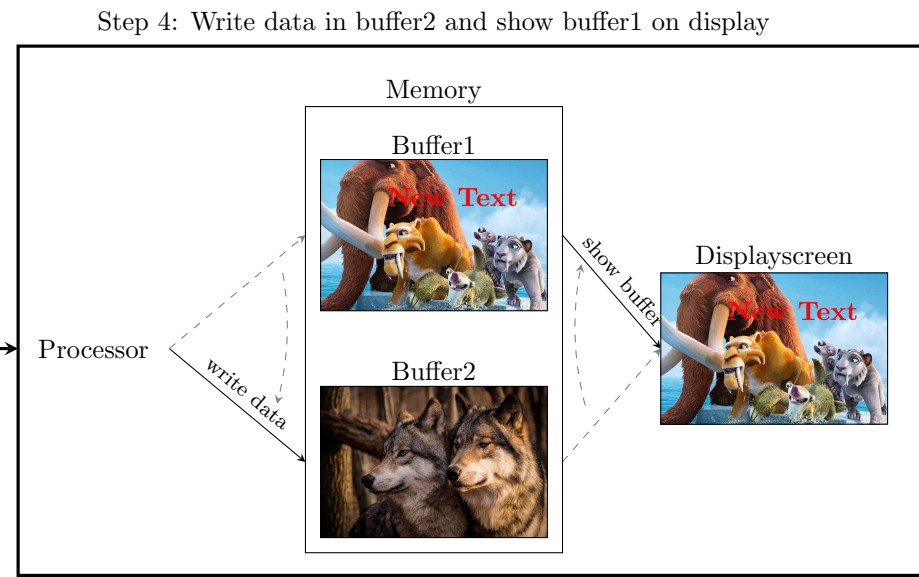 Step 4: Write data in buffer2 and show buffer1 on display
Memory
Buffer1
New Text
show buffer
Displayscreen
New Text
Processor
write data
Buffer2